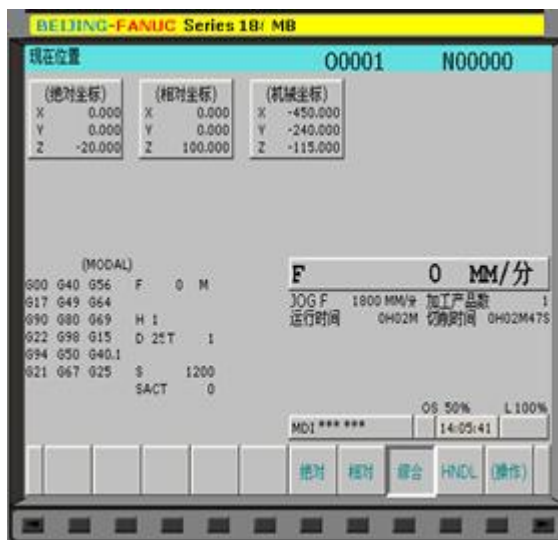 BEIJING-FANUC Series 18i MB
现在位置 O0001 N00000
(绝对坐标) (相对坐标) (机械坐标)
X 0.000 X 0.000 X -450.000
Y 0.000 Y 0.000 Y -240.000
Z -20.000 Z 100.000 Z -115.000
(MODAL)
F 0 MM/分
G00 G40 G56 F 0 M
G17 G49 G64
JOG F 1800 MM/分 加工产品数 1
G90 G80 G69 H 1
运行时间 0H02M 切削时间 0H02M47S
G22 G98 G15 D 25T 1
G94 G50 G40.1
G21 G67 G25 S 1200
SACT 0
OS 50% L 100%
MDI *** *** 14:05:41
绝对 相对 综合 HNDL (操作)